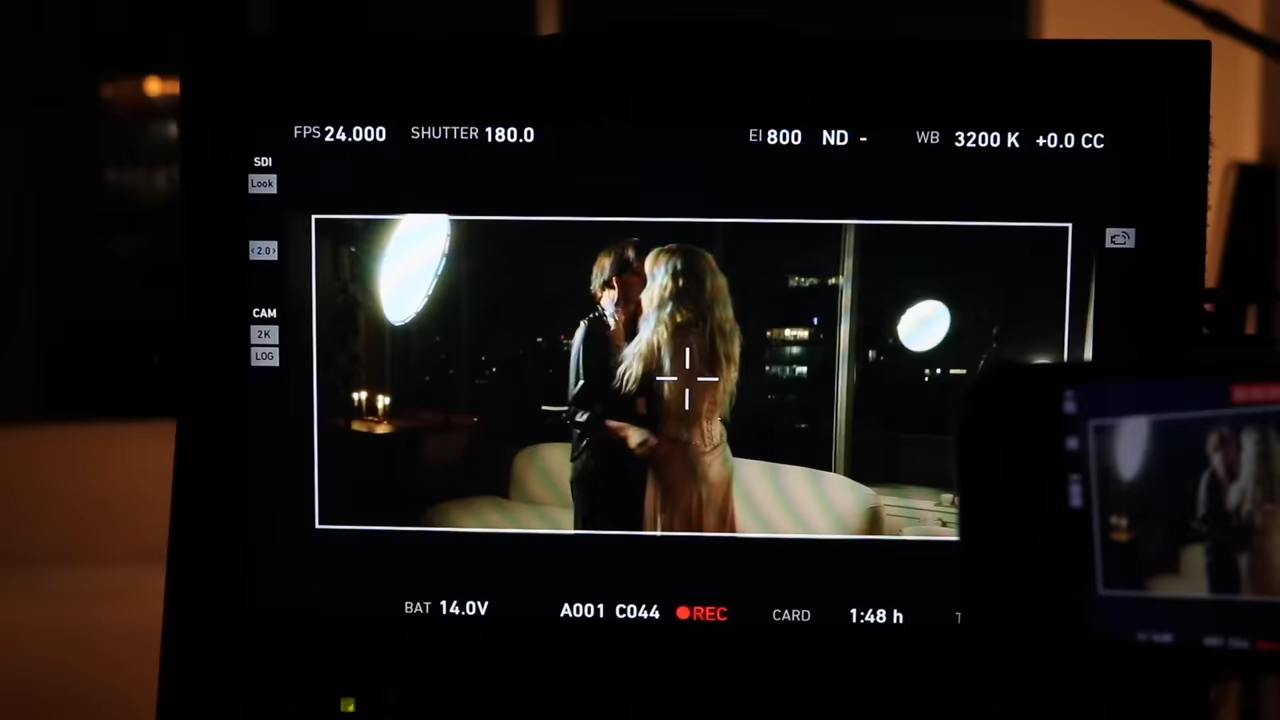 FPS 24.000 SHUTTER 180.0 EI 800 ND - WB 3200 K +0.0 CC
SDI
Look
<2.0>
CAM
2K
LOG
BAT 14.0V A001 C044 REC CARD 1:48 h